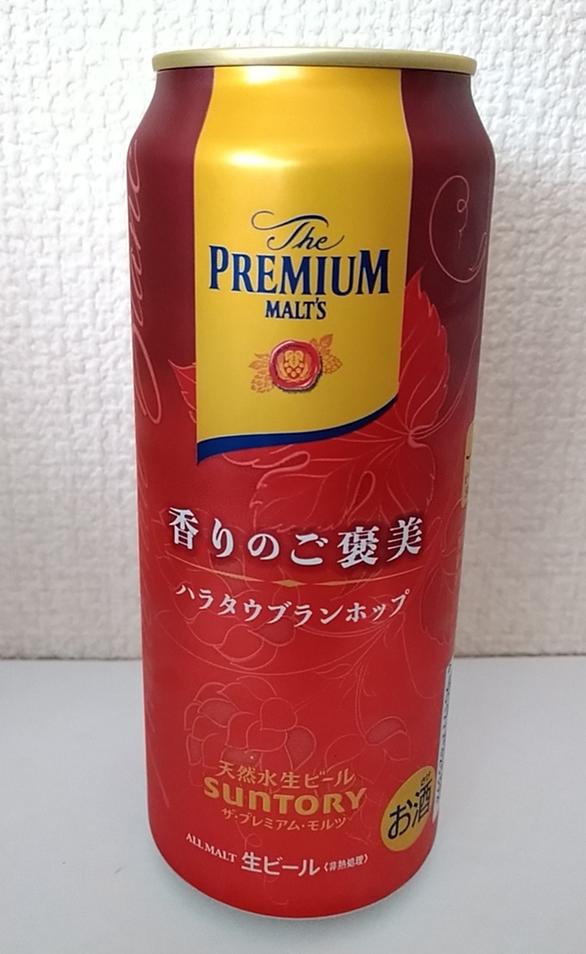 The
PREMIUM
MALT'S
香りのご褒美
ハラタウブランホップ
天然水生ビール
SUNTORY
ザ・プレミアム・モルツ
お酒
ALL MALT 生ビール〈非熱処理〉